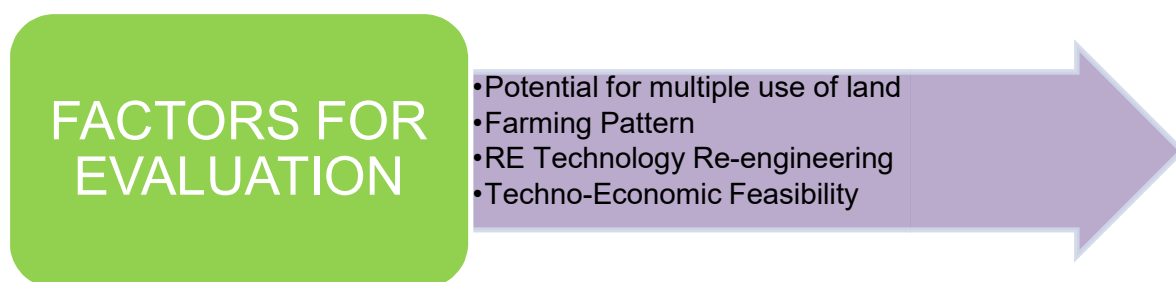 FACTORS FOR
EVALUATION
•Potential for multiple use of land
•Farming Pattern
•RE Technology Re-engineering
•Techno-Economic Feasibility